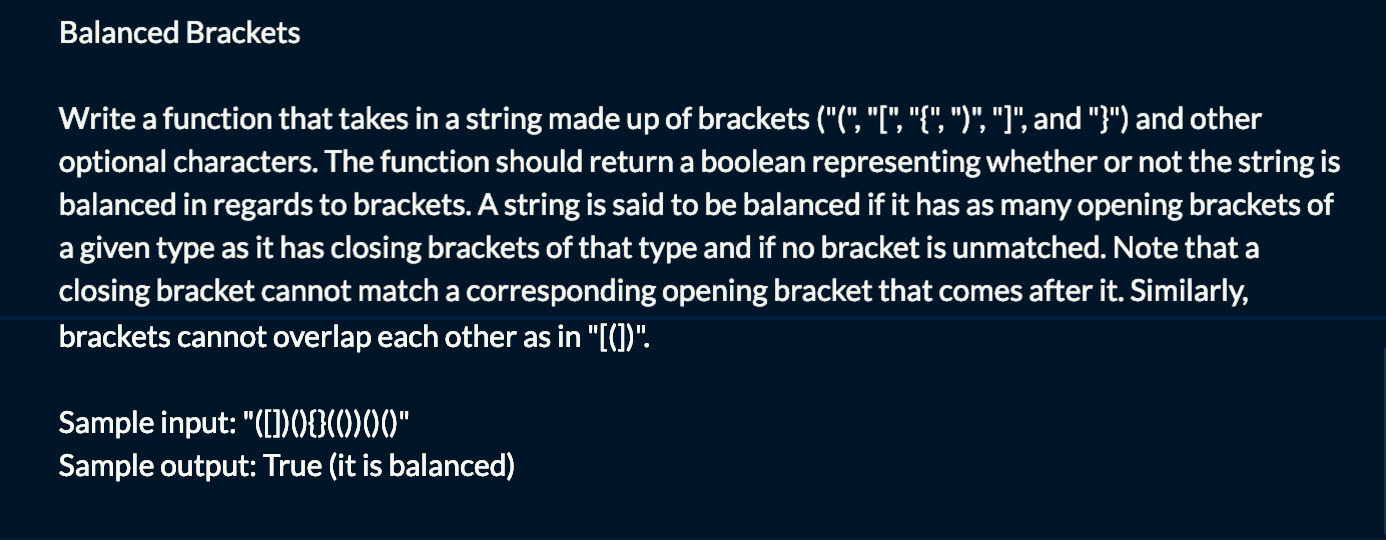 Balanced Brackets
Write a function that takes in a string made up of brackets ("(", "[", "{", ")", "]", and "}") and other
optional characters. The function should return a boolean representing whether or not the string is
balanced in regards to brackets. A string is said to be balanced if it has as many opening brackets of
a given type as it has closing brackets of that type and if no bracket is unmatched. Note that a
closing bracket cannot match a corresponding opening bracket that comes after it. Similarly,
brackets cannot overlap each other as in "[(])".
Sample input: "([])(){}(())()()"
Sample output: True (it is balanced)